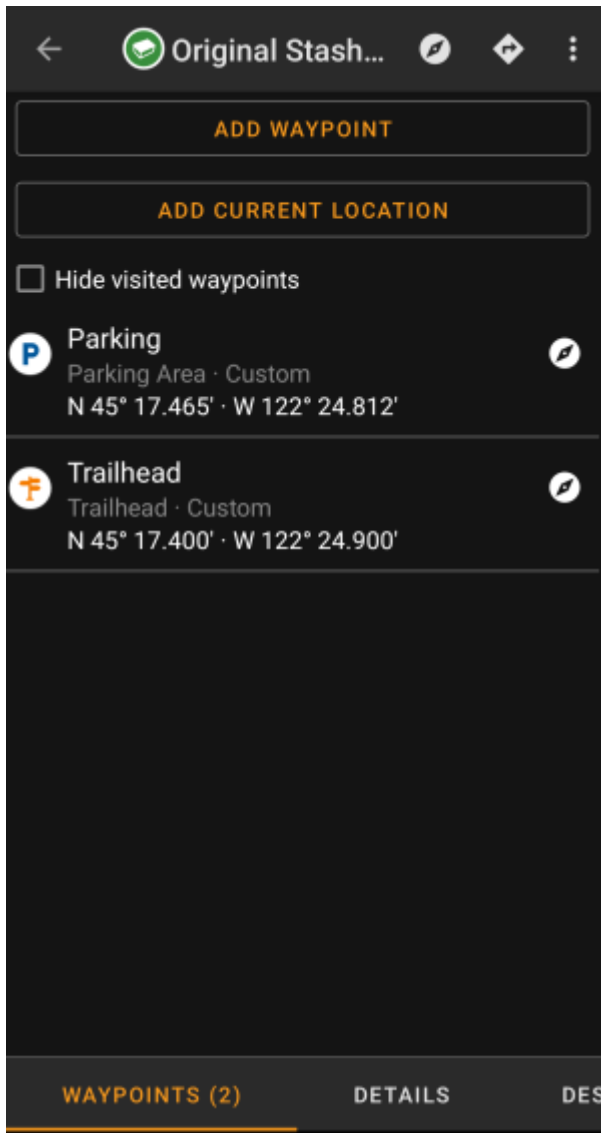 Original Stash...
ADD WAYPOINT
ADD CURRENT LOCATION
Hide visited waypoints
P
Parking
Parking Area · Custom
N 45° 17.465' · W 122° 24.812'
Trailhead
Trailhead · Custom
N 45° 17.400' · W 122° 24.900'
WAYPOINTS (2) DETAILS DES